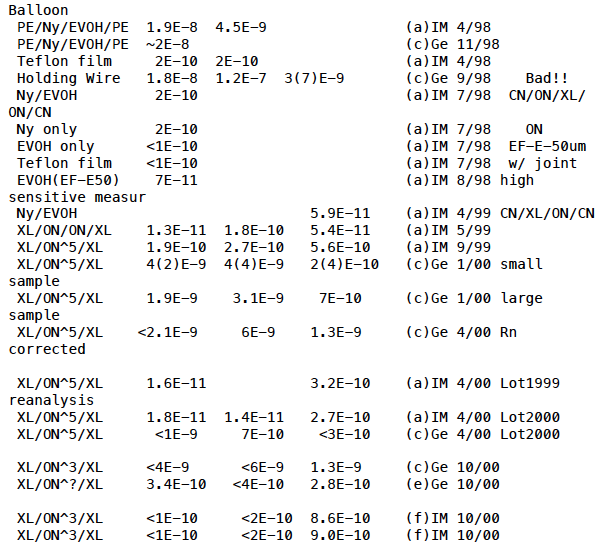 Balloon
PE/Ny/EVOH/PE 1.9E-8 4.5E-9 (a)IM 4/98
PE/Ny/EVOH/PE ~2E-8 (c)Ge 11/98
Teflon film 2E-10 2E-10 (a)IM 4/98
Holding Wire 1.8E-8 1.2E-7 3(7)E-9 (c)Ge 9/98 Bad!!
Ny/EVOH 2E-10 (a)IM 7/98 CN/ON/XL/
ON/CN
Ny only 2E-10 (a)IM 7/98 ON
EVOH only <1E-10 (a)IM 7/98 EF-E-50um
Teflon film <1E-10 (a)IM 7/98 w/ joint
EVOH(EF-E50) 7E-11 (a)IM 8/98 high
sensitive measur
Ny/EVOH 5.9E-11 (a)IM 4/99 CN/XL/ON/CN
XL/ON/ON/XL 1.3E-11 1.8E-10 5.4E-11 (a)IM 5/99
XL/ON^5/XL 1.9E-10 2.7E-10 5.6E-10 (a)IM 9/99
XL/ON^5/XL 4(2)E-9 4(4)E-9 2(4)E-10 (c)Ge 1/00 small
sample
XL/ON^5/XL 1.9E-9 3.1E-9 7E-10 (c)Ge 1/00 large
sample
XL/ON^5/XL <2.1E-9 6E-9 1.3E-9 (c)Ge 4/00 Rn
corrected
XL/ON^5/XL 1.6E-11 3.2E-10 (a)IM 4/00 Lot1999
reanalysis
XL/ON^5/XL 1.8E-11 1.4E-11 2.7E-10 (a)IM 4/00 Lot2000
XL/ON^5/XL <1E-9 7E-10 <3E-10 (c)Ge 4/00 Lot2000
XL/ON^3/XL <4E-9 <6E-9 1.3E-9 (c)Ge 10/00
XL/ON^?/XL 3.4E-10 <4E-10 2.8E-10 (e)Ge 10/00
XL/ON^3/XL <1E-10 <2E-10 8.6E-10 (f)IM 10/00
XL/ON^3/XL <1E-10 <2E-10 9.0E-10 (f)IM 10/00